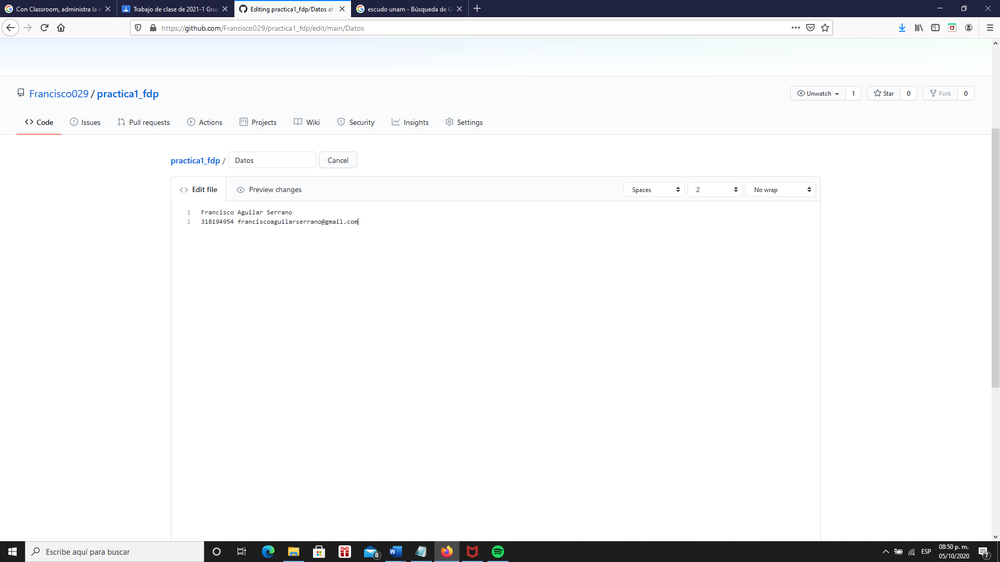 Con Classroom, administra la e
Trabajo de clase de 2021-1 Grup
Editing practica1_fdp/Datos at
escudo unam - Búsqueda de G
https://github.com/Francisco029/practica1_fdp/edit/main/Datos
Francisco029 / practica1_fdp
Unwatch 1
Star 0
Fork 0
Code
Issues
Pull requests
Actions
Projects
Wiki
Security
Insights
Settings
practica1_fdp / Datos
Cancel
Edit file
Preview changes
Spaces
2
No wrap
1 Francisco Aguilar Serrano
2 318194954 franciscoaguilarserrano@gmail.com
Escribe aquí para buscar
8
ESP
08:50 p. m.
05/10/2020
7